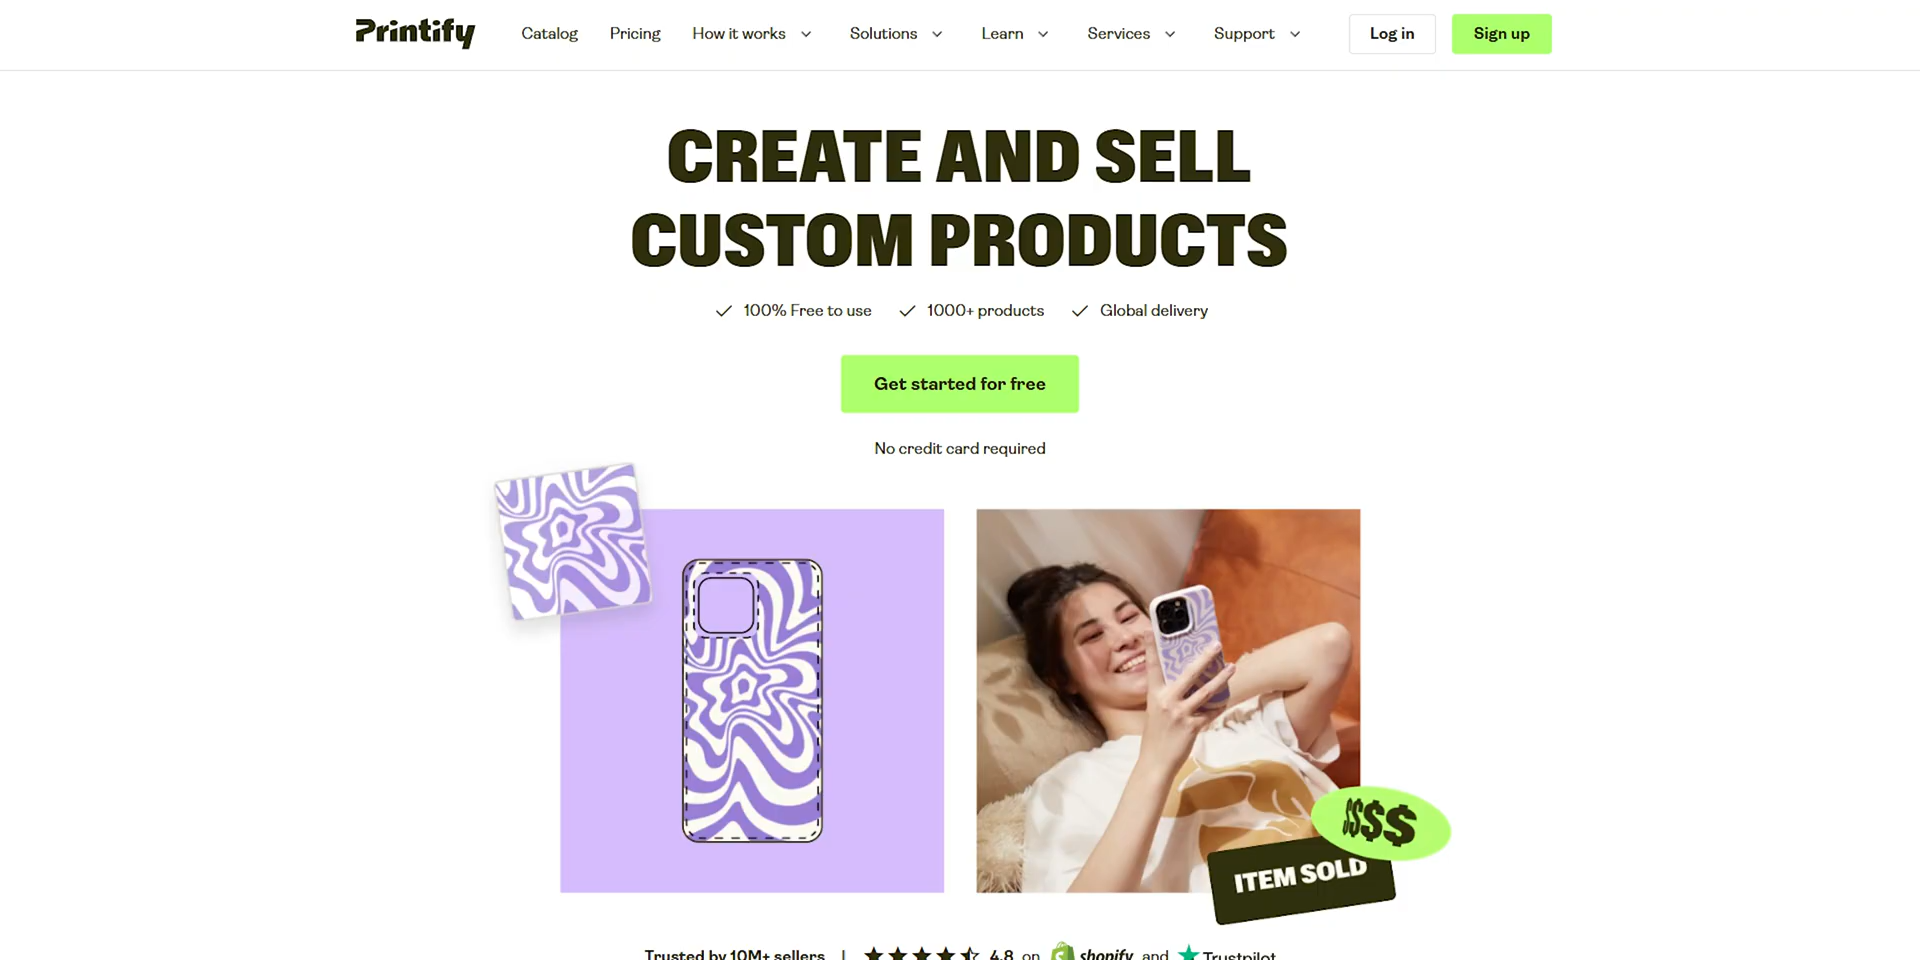 Printify Catalog Pricing How it works Solutions Learn Services Support Log in Sign up
CREATE AND SELL
CUSTOM PRODUCTS
100% Free to use 1000+ products Global delivery
Get started for free
No credit card required
$$$$
ITEM SOLD
Trusted by 10M+ sellers | 4.8 on shopify and Trustpilot